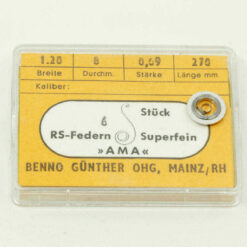 1.20 8 0,09 270
Breite Durchm. Stärke Länge mm
Kaliber:
6 Stück
RS-Federn Superfein
»AMA«
BENNO GÜNTHER OHG, MAINZ/RH